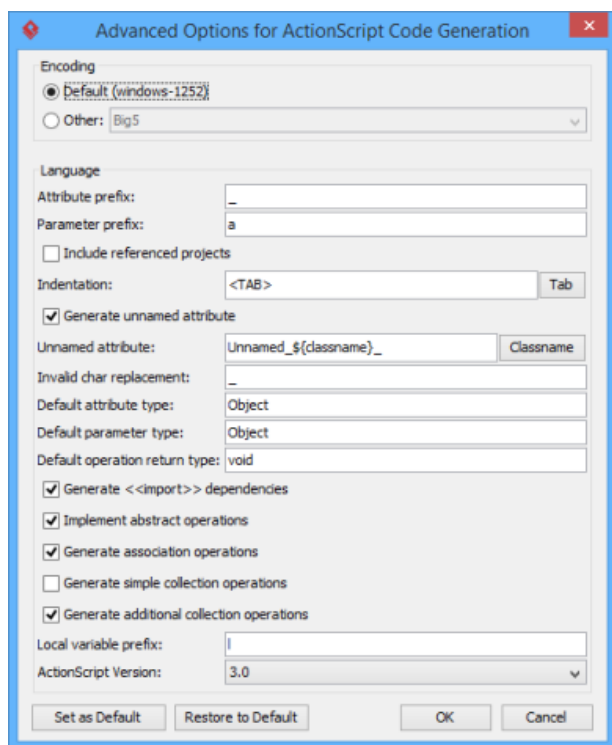 Advanced Options for ActionScript Code Generation
Encoding
Default (windows-1252)
Other: Big5
Language
Attribute prefix: _
Parameter prefix: a
Include referenced projects
Indentation: <TAB> Tab
Generate unnamed attribute
Unnamed attribute: Unnamed_${classname}_ Classname
Invalid char replacement: _
Default attribute type: Object
Default parameter type: Object
Default operation return type: void
Generate <<import>> dependencies
Implement abstract operations
Generate association operations
Generate simple collection operations
Generate additional collection operations
Local variable prefix: l
ActionScript Version: 3.0
Set as Default Restore to Default OK Cancel